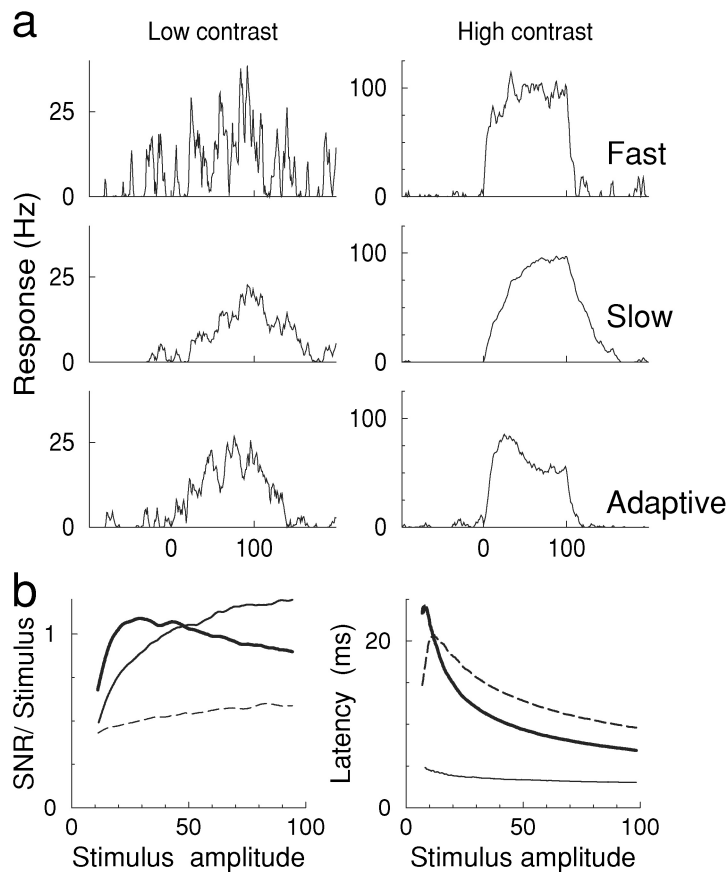 a
Low contrast
High contrast
25
0
100
0
Fast
25
0
100
0
Slow
25
0
0 100
100
0
0 100
Adaptive
Response (Hz)
b
1
0
0 50 100
SNR/ Stimulus
Stimulus amplitude
20
0
0 50 100
Latency (ms)
Stimulus amplitude